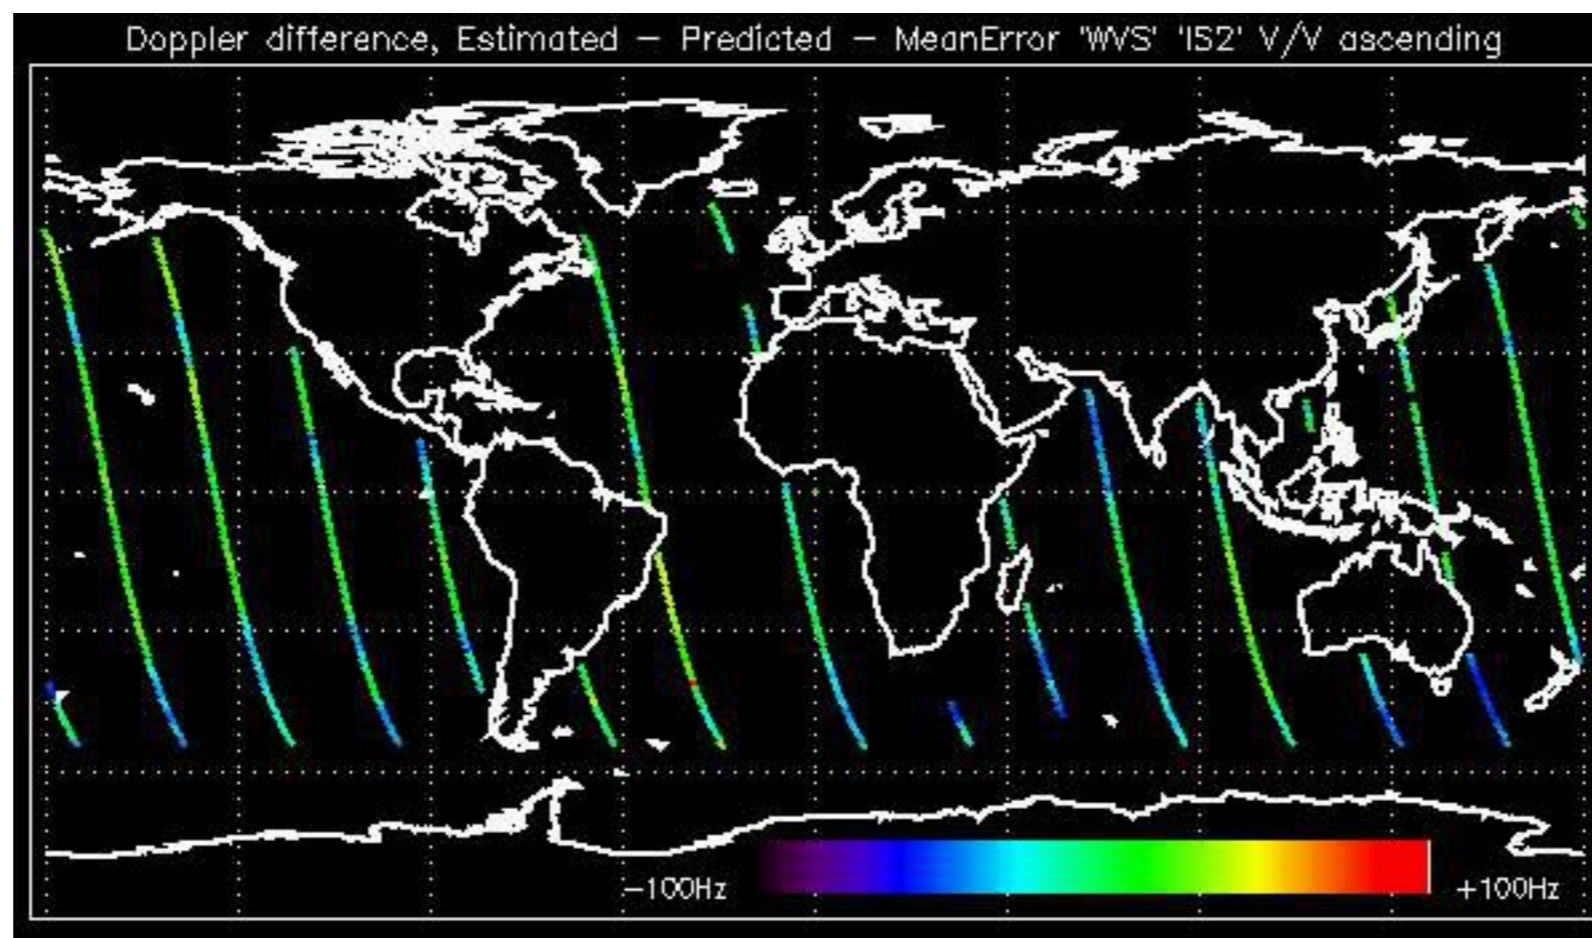 Doppler difference, Estimated — Predicted — MeanError 'WVS' 'IS2' V/V ascending
−100Hz
+100Hz